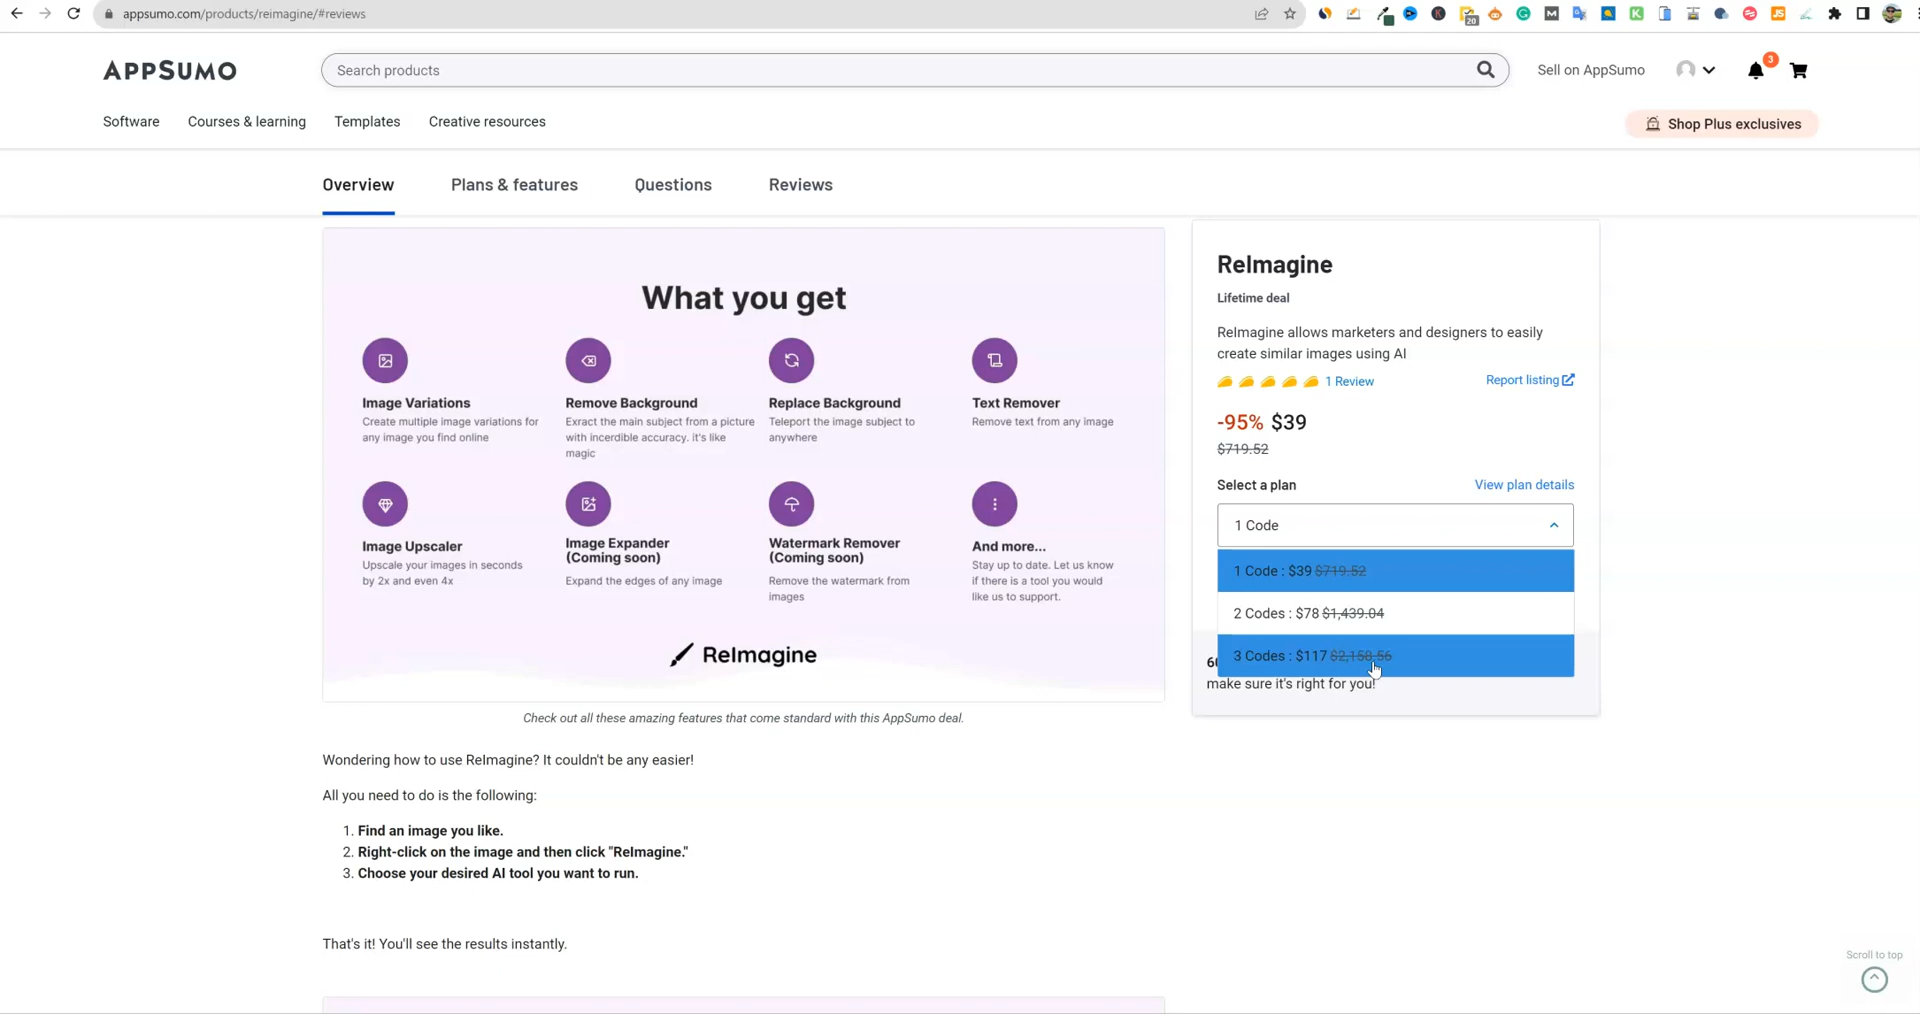 appsumo.com/products/reimagine/#reviews
20
APPSUMO
Search products
Sell on AppSumo
3
Software
Courses & learning
Templates
Creative resources
Shop Plus exclusives
Overview
Plans & features
Questions
Reviews
What you get
Image Variations
Create multiple image variations for
any image you find online
Remove Background
Exract the main subject from a picture
with incerdible accuracy. it's like
magic
Replace Background
Teleport the image subject to
anywhere
Text Remover
Remove text from any image
Image Upscaler
Upscale your images in seconds
by 2x and even 4x
Image Expander
(Coming soon)
Expand the edges of any image
Watermark Remover
(Coming soon)
Remove the watermark from
images
And more...
Stay up to date. Let us know
if there is a tool you would
like us to support.
ReImagine
Check out all these amazing features that come standard with this AppSumo deal.
Wondering how to use ReImagine? It couldn't be any easier!
All you need to do is the following:
1. Find an image you like.
2. Right-click on the image and then click "ReImagine."
3. Choose your desired AI tool you want to run.
That's it! You'll see the results instantly.
ReImagine
Lifetime deal
ReImagine allows marketers and designers to easily
create similar images using AI
1 Review
Report listing
-95% $39
$719.52
Select a plan
View plan details
1 Code
1 Code : $39 $719.52
2 Codes : $78 $1,439.04
3 Codes : $117 $2,158.56
make sure it's right for you!
Scroll to top